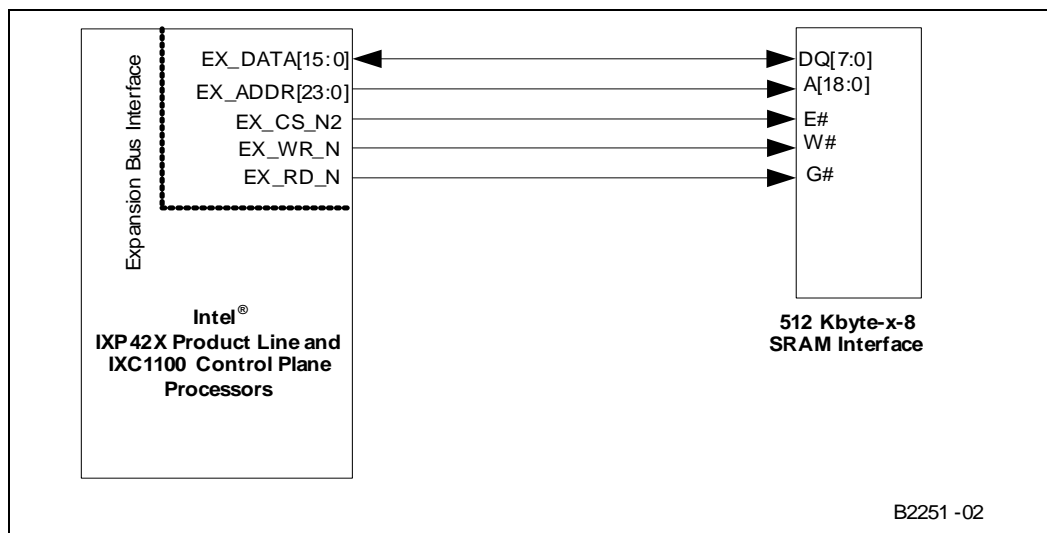 Expansion Bus Interface
EX_DATA[15:0]
EX_ADDR[23:0]
EX_CS_N2
EX_WR_N
EX_RD_N
DQ[7:0]
A[18:0]
E#
W#
G#
Intel®
IXP42X Product Line and
IXC1100 Control Plane
Processors
512 Kbyte-x-8
SRAM Interface
B2251-02